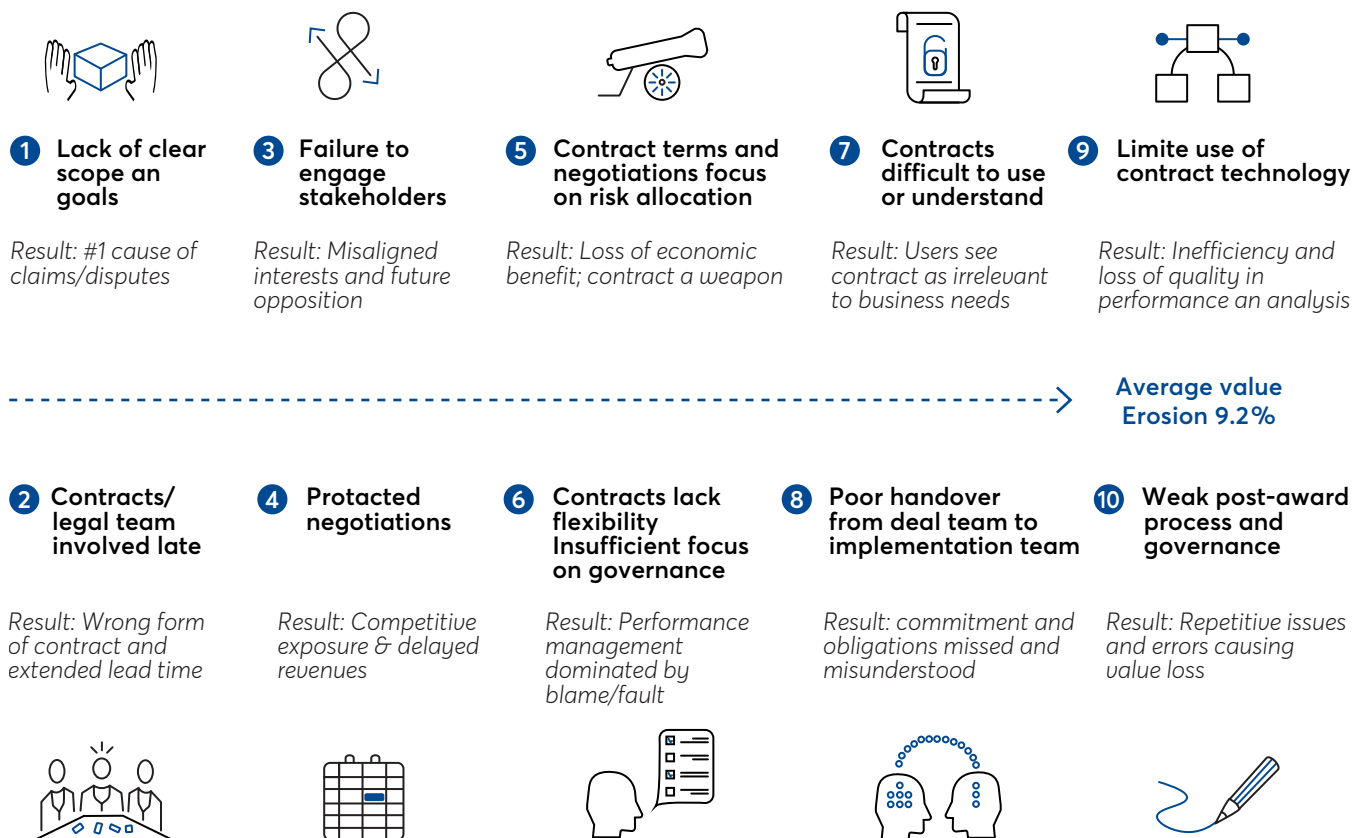 1 Lack of clear
scope an
goals
Result: #1 cause of
claims/disputes
3 Failure to
engage
stakeholders
Result: Misaligned
interests and future
opposition
5 Contract terms and
negotiations focus
on risk allocation
Result: Loss of economic
benefit; contract a weapon
7 Contracts
difficult to use
or understand
Result: Users see
contract as irrelevant
to business needs
9 Limite use of
contract technology
Result: Inefficiency and
loss of quality in
performance an analysis
Average value
Erosion 9.2%
2 Contracts/
legal team
involved late
Result: Wrong form
of contract and
extended lead time
4 Protacted
negotiations
Result: Competitive
exposure & delayed
revenues
6 Contracts lack
flexibility
Insufficient focus
on governance
Result: Performance
management
dominated by
blame/fault
8 Poor handover
from deal team to
implementation team
Result: commitment and
obligations missed and
misunderstood
10 Weak post-award
process and
governance
Result: Repetitive issues
and errors causing
value loss